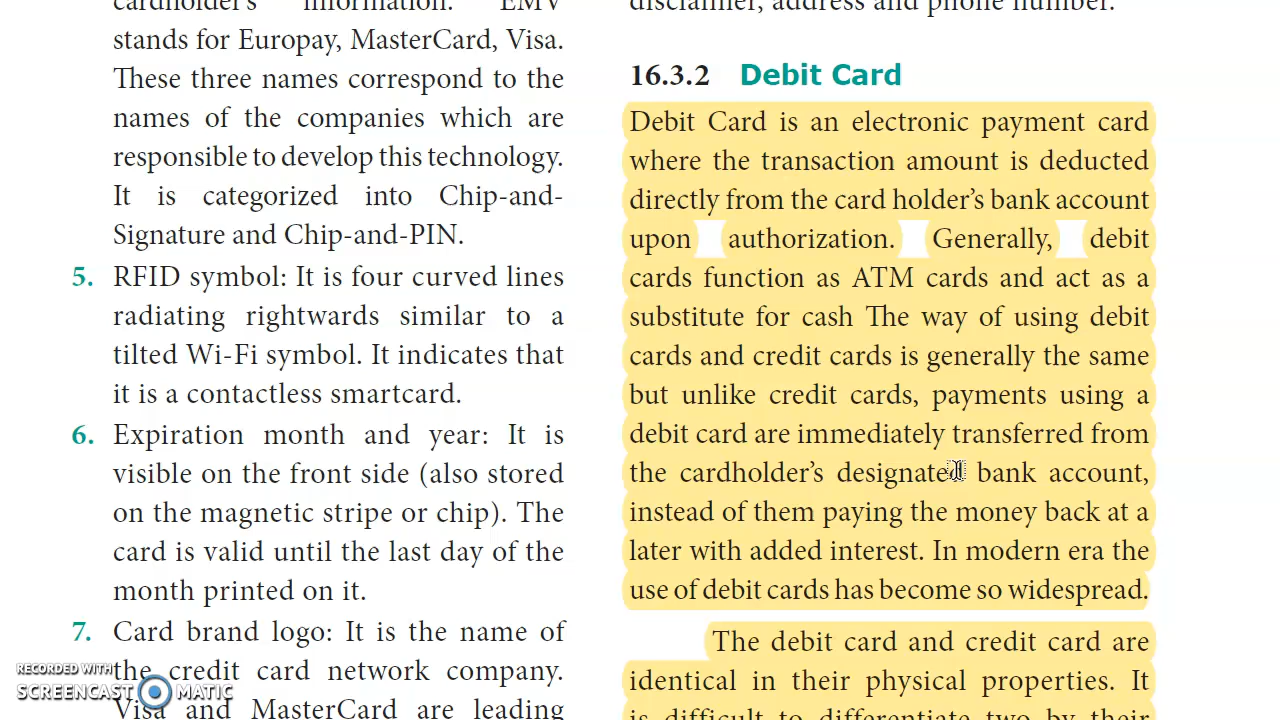 cardholder's information. EMV
stands for Europay, MasterCard, Visa.
These three names correspond to the
names of the companies which are
responsible to develop this technology.
It is categorized into Chip-and-
Signature and Chip-and-PIN.
5. RFID symbol: It is four curved lines
radiating rightwards similar to a
tilted Wi-Fi symbol. It indicates that
it is a contactless smartcard.
6. Expiration month and year: It is
visible on the front side (also stored
on the magnetic stripe or chip). The
card is valid until the last day of the
month printed on it.
7. Card brand logo: It is the name of
the credit card network company.
Visa and MasterCard are leading
disclaimer, address and phone number.
16.3.2 Debit Card
Debit Card is an electronic payment card
where the transaction amount is deducted
directly from the card holder's bank account
upon authorization. Generally, debit
cards function as ATM cards and act as a
substitute for cash The way of using debit
cards and credit cards is generally the same
but unlike credit cards, payments using a
debit card are immediately transferred from
the cardholder's designated bank account,
instead of them paying the money back at a
later with added interest. In modern era the
use of debit cards has become so widespread.
The debit card and credit card are
identical in their physical properties. It
is difficult to differentiate two by their
RECORDED WITH
SCREENCAST MATIC